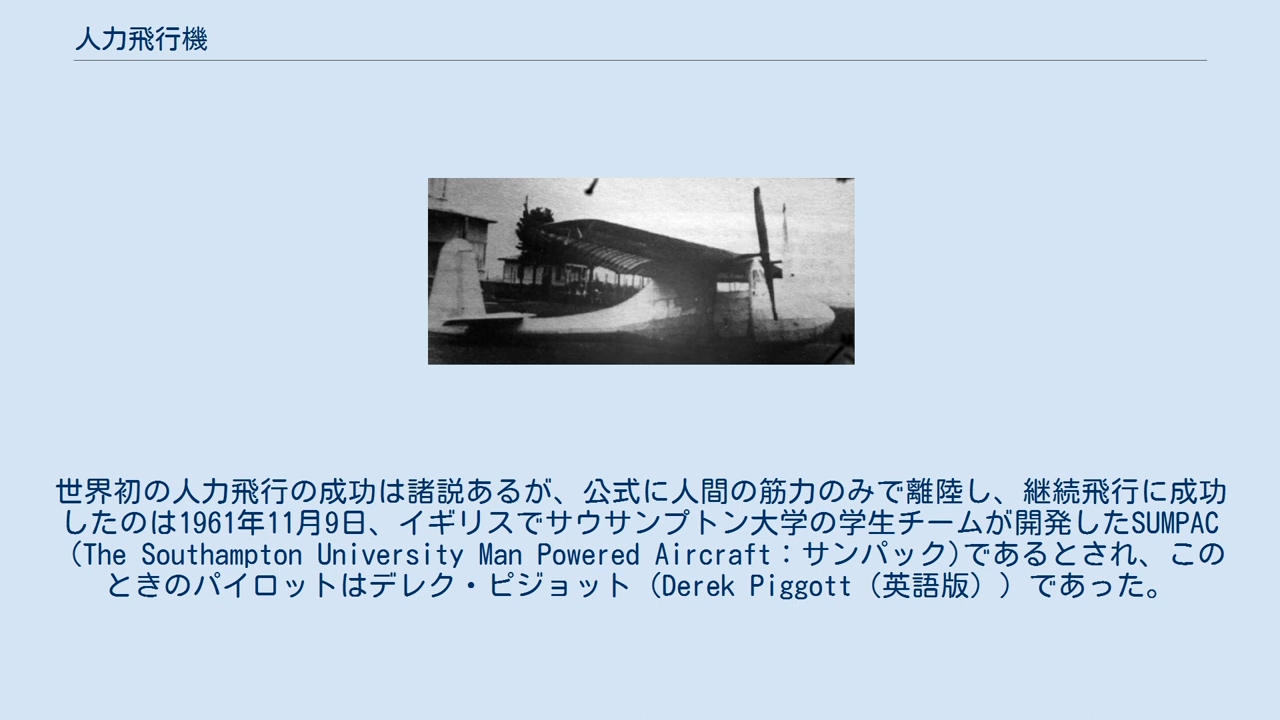 人力飛行機
世界初の人力飛行の成功は諸説あるが、公式に人間の筋力のみで離陸し、継続飛行に成功
したのは1961年11月9日、イギリスでサウサンプトン大学の学生チームが開発したSUMPAC
(The Southampton University Man Powered Aircraft：サンパック)であるとされ、この
ときのパイロットはデレク・ピジョット（Derek Piggott（英語版））であった。